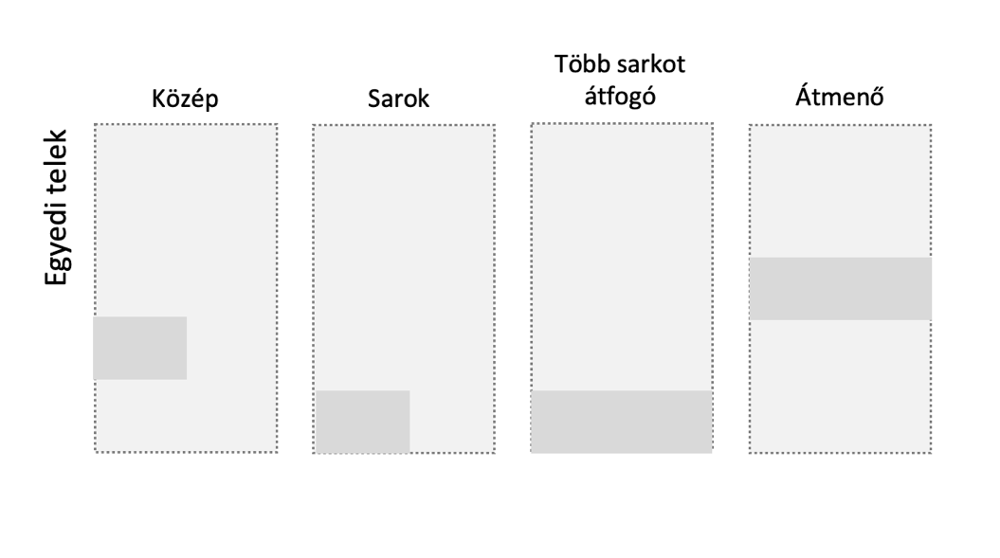 Közép
Sarok
Több sarkot
átfogó
Átmenő
Egyedi telek